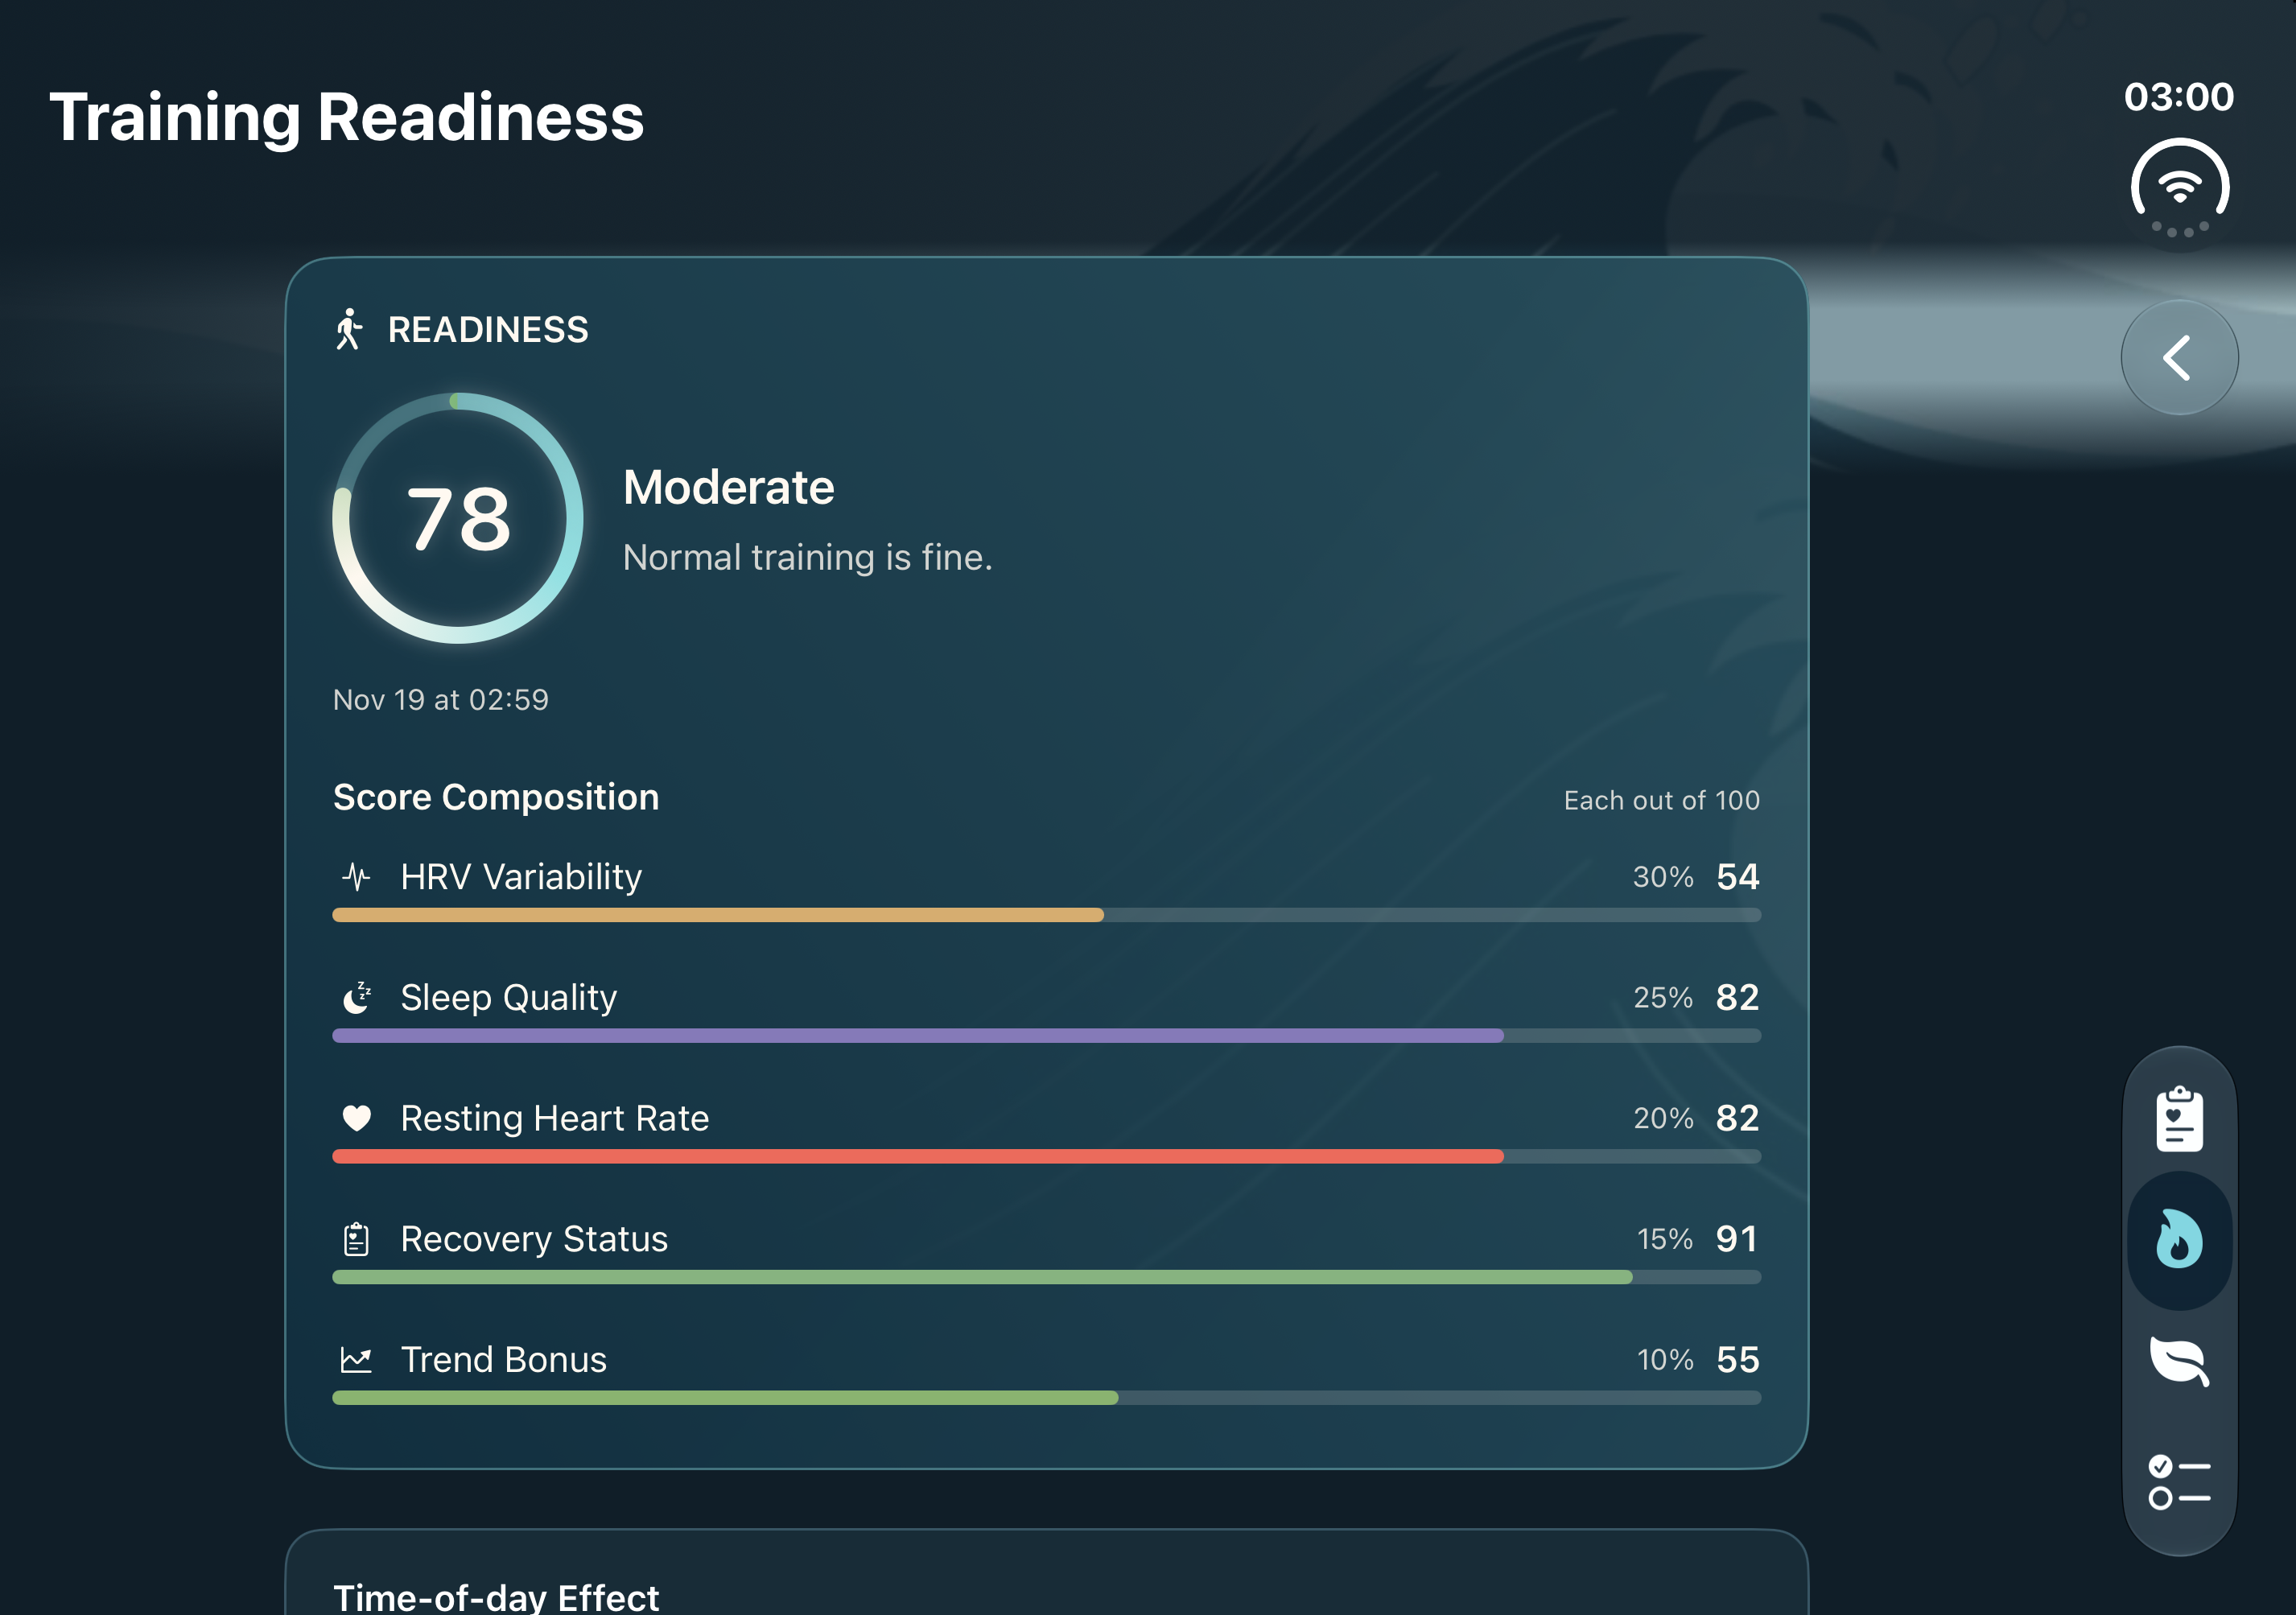 Training Readiness
03:00
READINESS
78
Moderate
Normal training is fine.
Nov 19 at 02:59
Score Composition
Each out of 100
HRV Variability 30% 54
Sleep Quality 25% 82
Resting Heart Rate 20% 82
Recovery Status 15% 91
Trend Bonus 10% 55
Time-of-day Effect